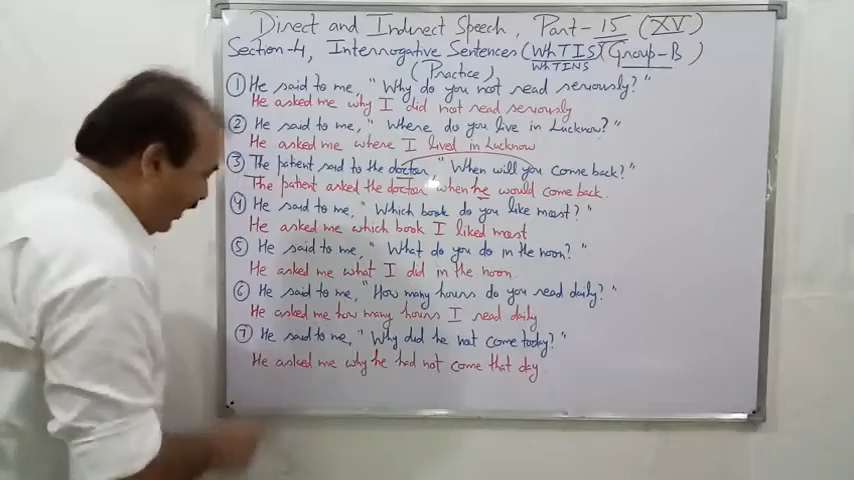 Direct and Indirect Speech, Part-15 (XV)
Section-4, Interrogative Sentences (WhTIS) (Group-B)
WhTINS
(Practice)
① He said to me, "Why do you not read seriously?"
He asked me why I did not read seriously
② He said to me, "Where do you live in Lucknow?"
He asked me where I lived in Lucknow
③ The patient said to the doctor, "When will you come back?"
The patient asked the doctor when he would come back.
④ He said to me, "Which book do you like most?"
He asked me which book I liked most
⑤ He said to me, "What do you do in the noon?"
He asked me what I did in the noon.
⑥ He said to me, "How many hours do you read daily?"
He asked me how many hours I read daily
⑦ He said to me, "Why did he not come today?"
He asked me why he had not come that day.